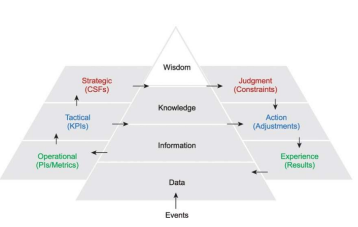 Wisdom
Strategic
(CSFs)
Judgment
(Constraints)
Knowledge
Tactical
(KPIs)
Action
(Adjustments)
Information
Operational
(PIs/Metrics)
Experience
(Results)
Data
Events